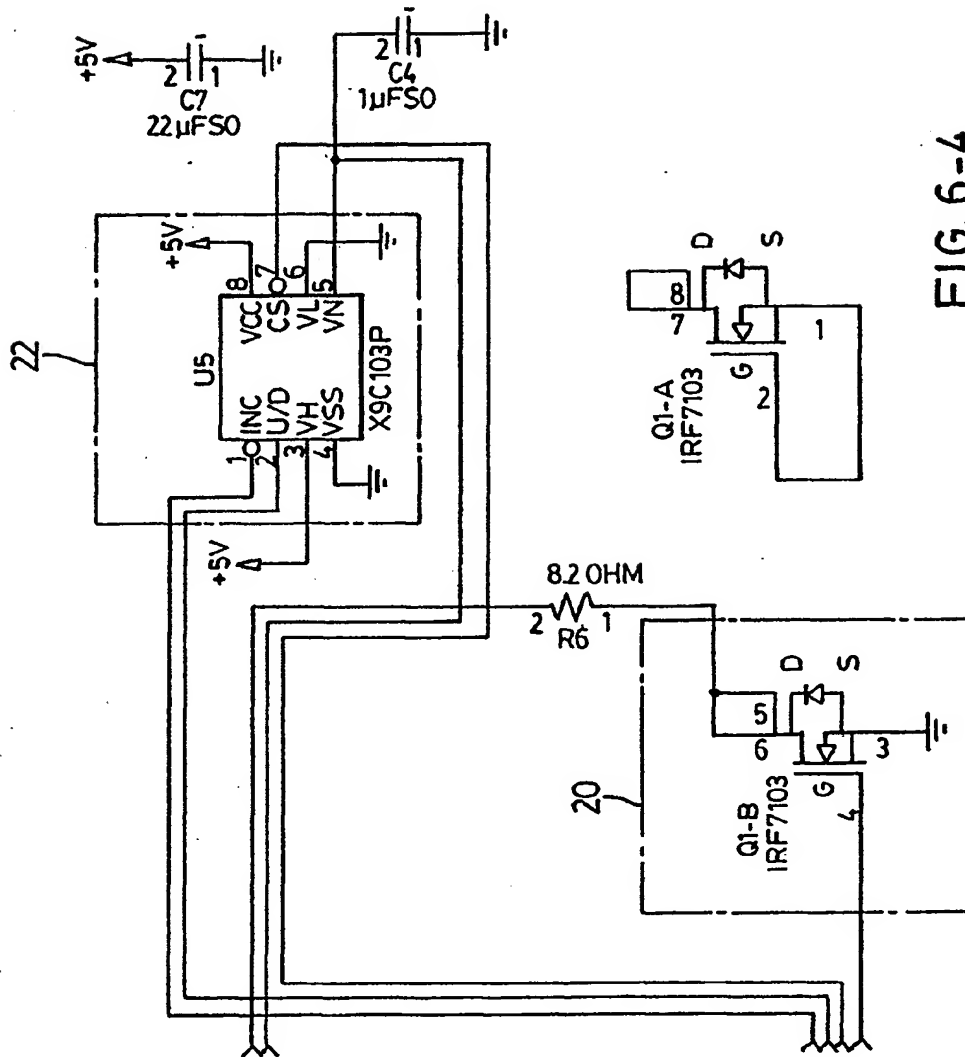 22
+5V
2
1
C7
22µFSO
2
1
C4
1µFSO
+5V
U5
1
INC
2
U/D
3
VH
4
VSS
8
VCC
7
CS
6
VL
5
VN
X9C103P
+5V
8.2 OHM
2
1
R6
20
5
6
D
S
G
3
4
Q1-B
IRF7103
7
8
D
S
G
1
2
Q1-A
IRF7103
FIG. 6-4